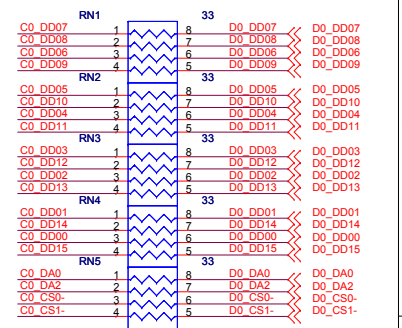 RN1 33
C0_DD07 1 8 D0_DD07 D0_DD07
C0_DD08 2 7 D0_DD08 D0_DD08
C0_DD06 3 6 D0_DD06 D0_DD06
C0_DD09 4 5 D0_DD09 D0_DD09
RN2 33
C0_DD05 1 8 D0_DD05 D0_DD05
C0_DD10 2 7 D0_DD10 D0_DD10
C0_DD04 3 6 D0_DD04 D0_DD04
C0_DD11 4 5 D0_DD11 D0_DD11
RN3 33
C0_DD03 1 8 D0_DD03 D0_DD03
C0_DD12 2 7 D0_DD12 D0_DD12
C0_DD02 3 6 D0_DD02 D0_DD02
C0_DD13 4 5 D0_DD13 D0_DD13
RN4 33
C0_DD01 1 8 D0_DD01 D0_DD01
C0_DD14 2 7 D0_DD14 D0_DD14
C0_DD00 3 6 D0_DD00 D0_DD00
C0_DD15 4 5 D0_DD15 D0_DD15
RN5 33
C0_DA0 1 8 D0_DA0 D0_DA0
C0_DA2 2 7 D0_DA2 D0_DA2
C0_CS0- 3 6 D0_CS0- D0_CS0-
C0_CS1- 4 5 D0_CS1- D0_CS1-